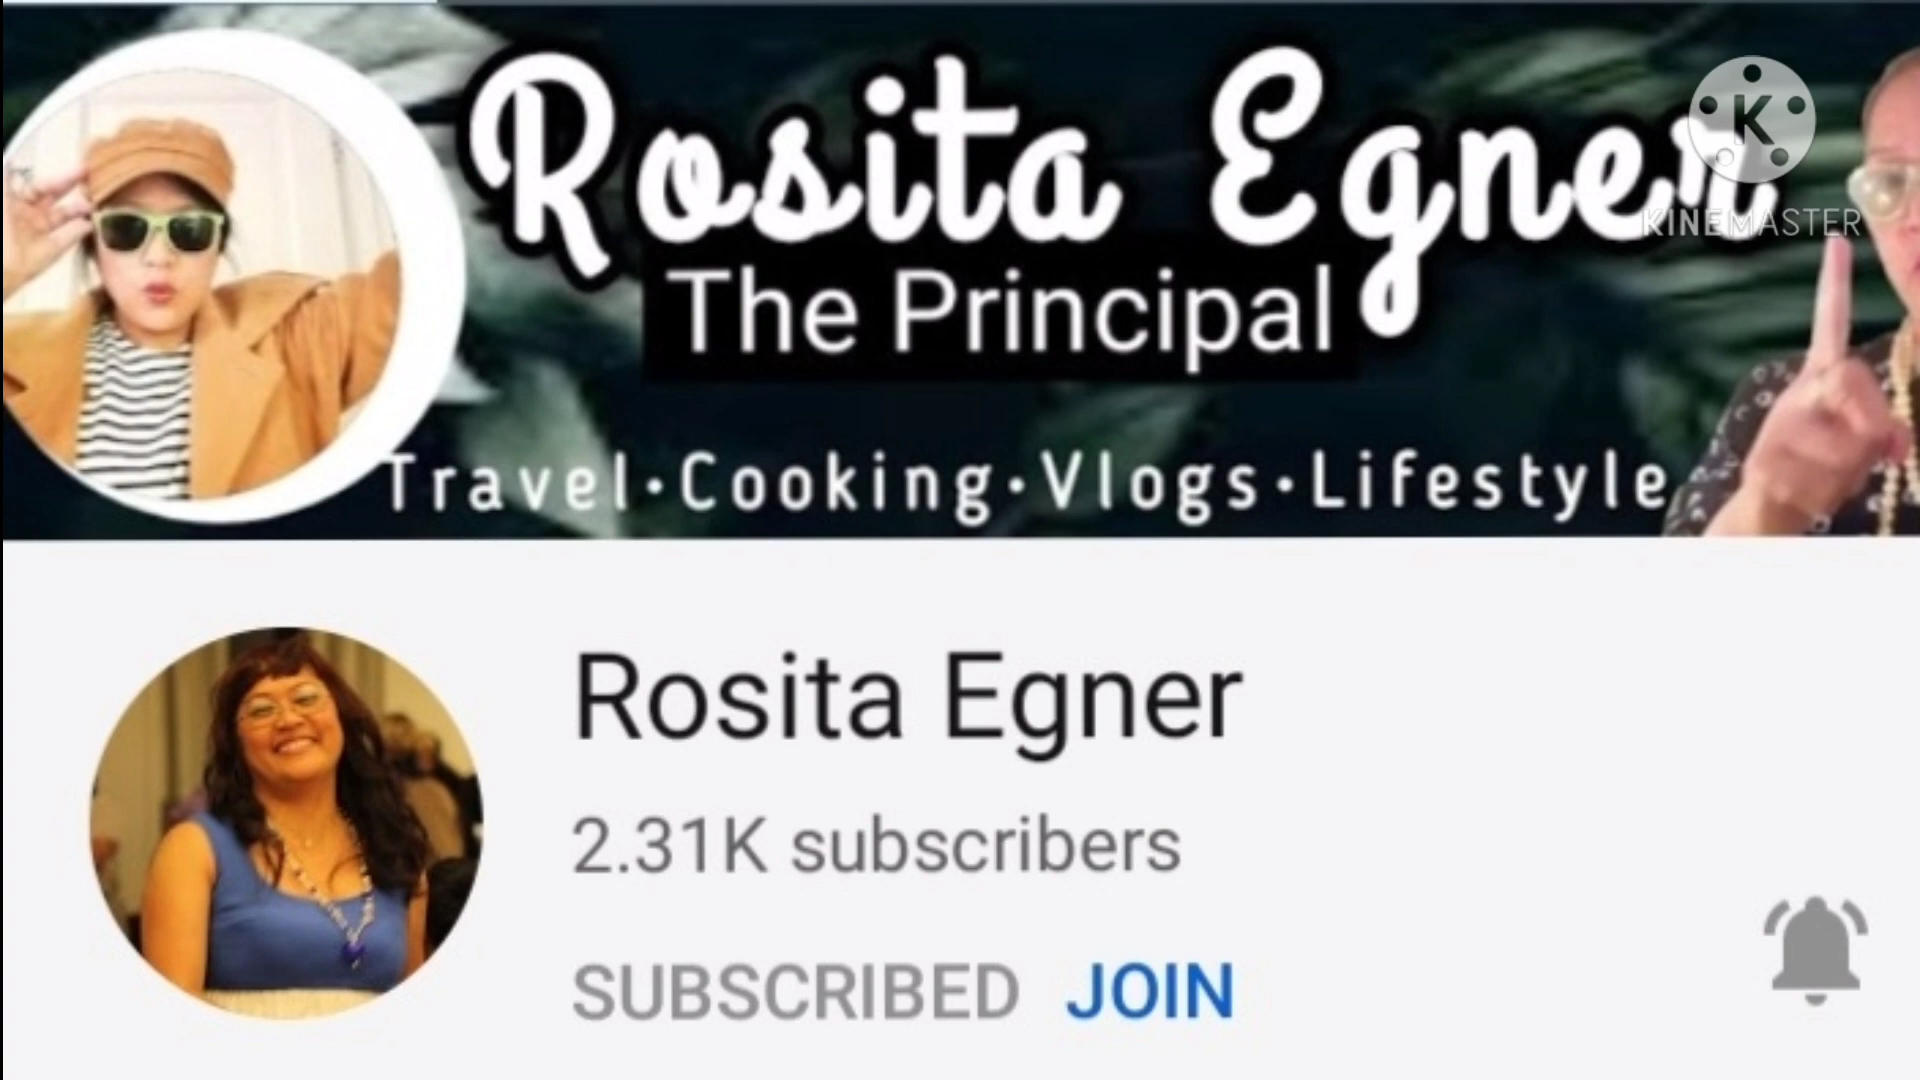 Rosita Egner
K
KINEMASTER
The Principal
Travel·Cooking·Vlogs·Lifestyle
Rosita Egner
2.31K subscribers
SUBSCRIBED JOIN